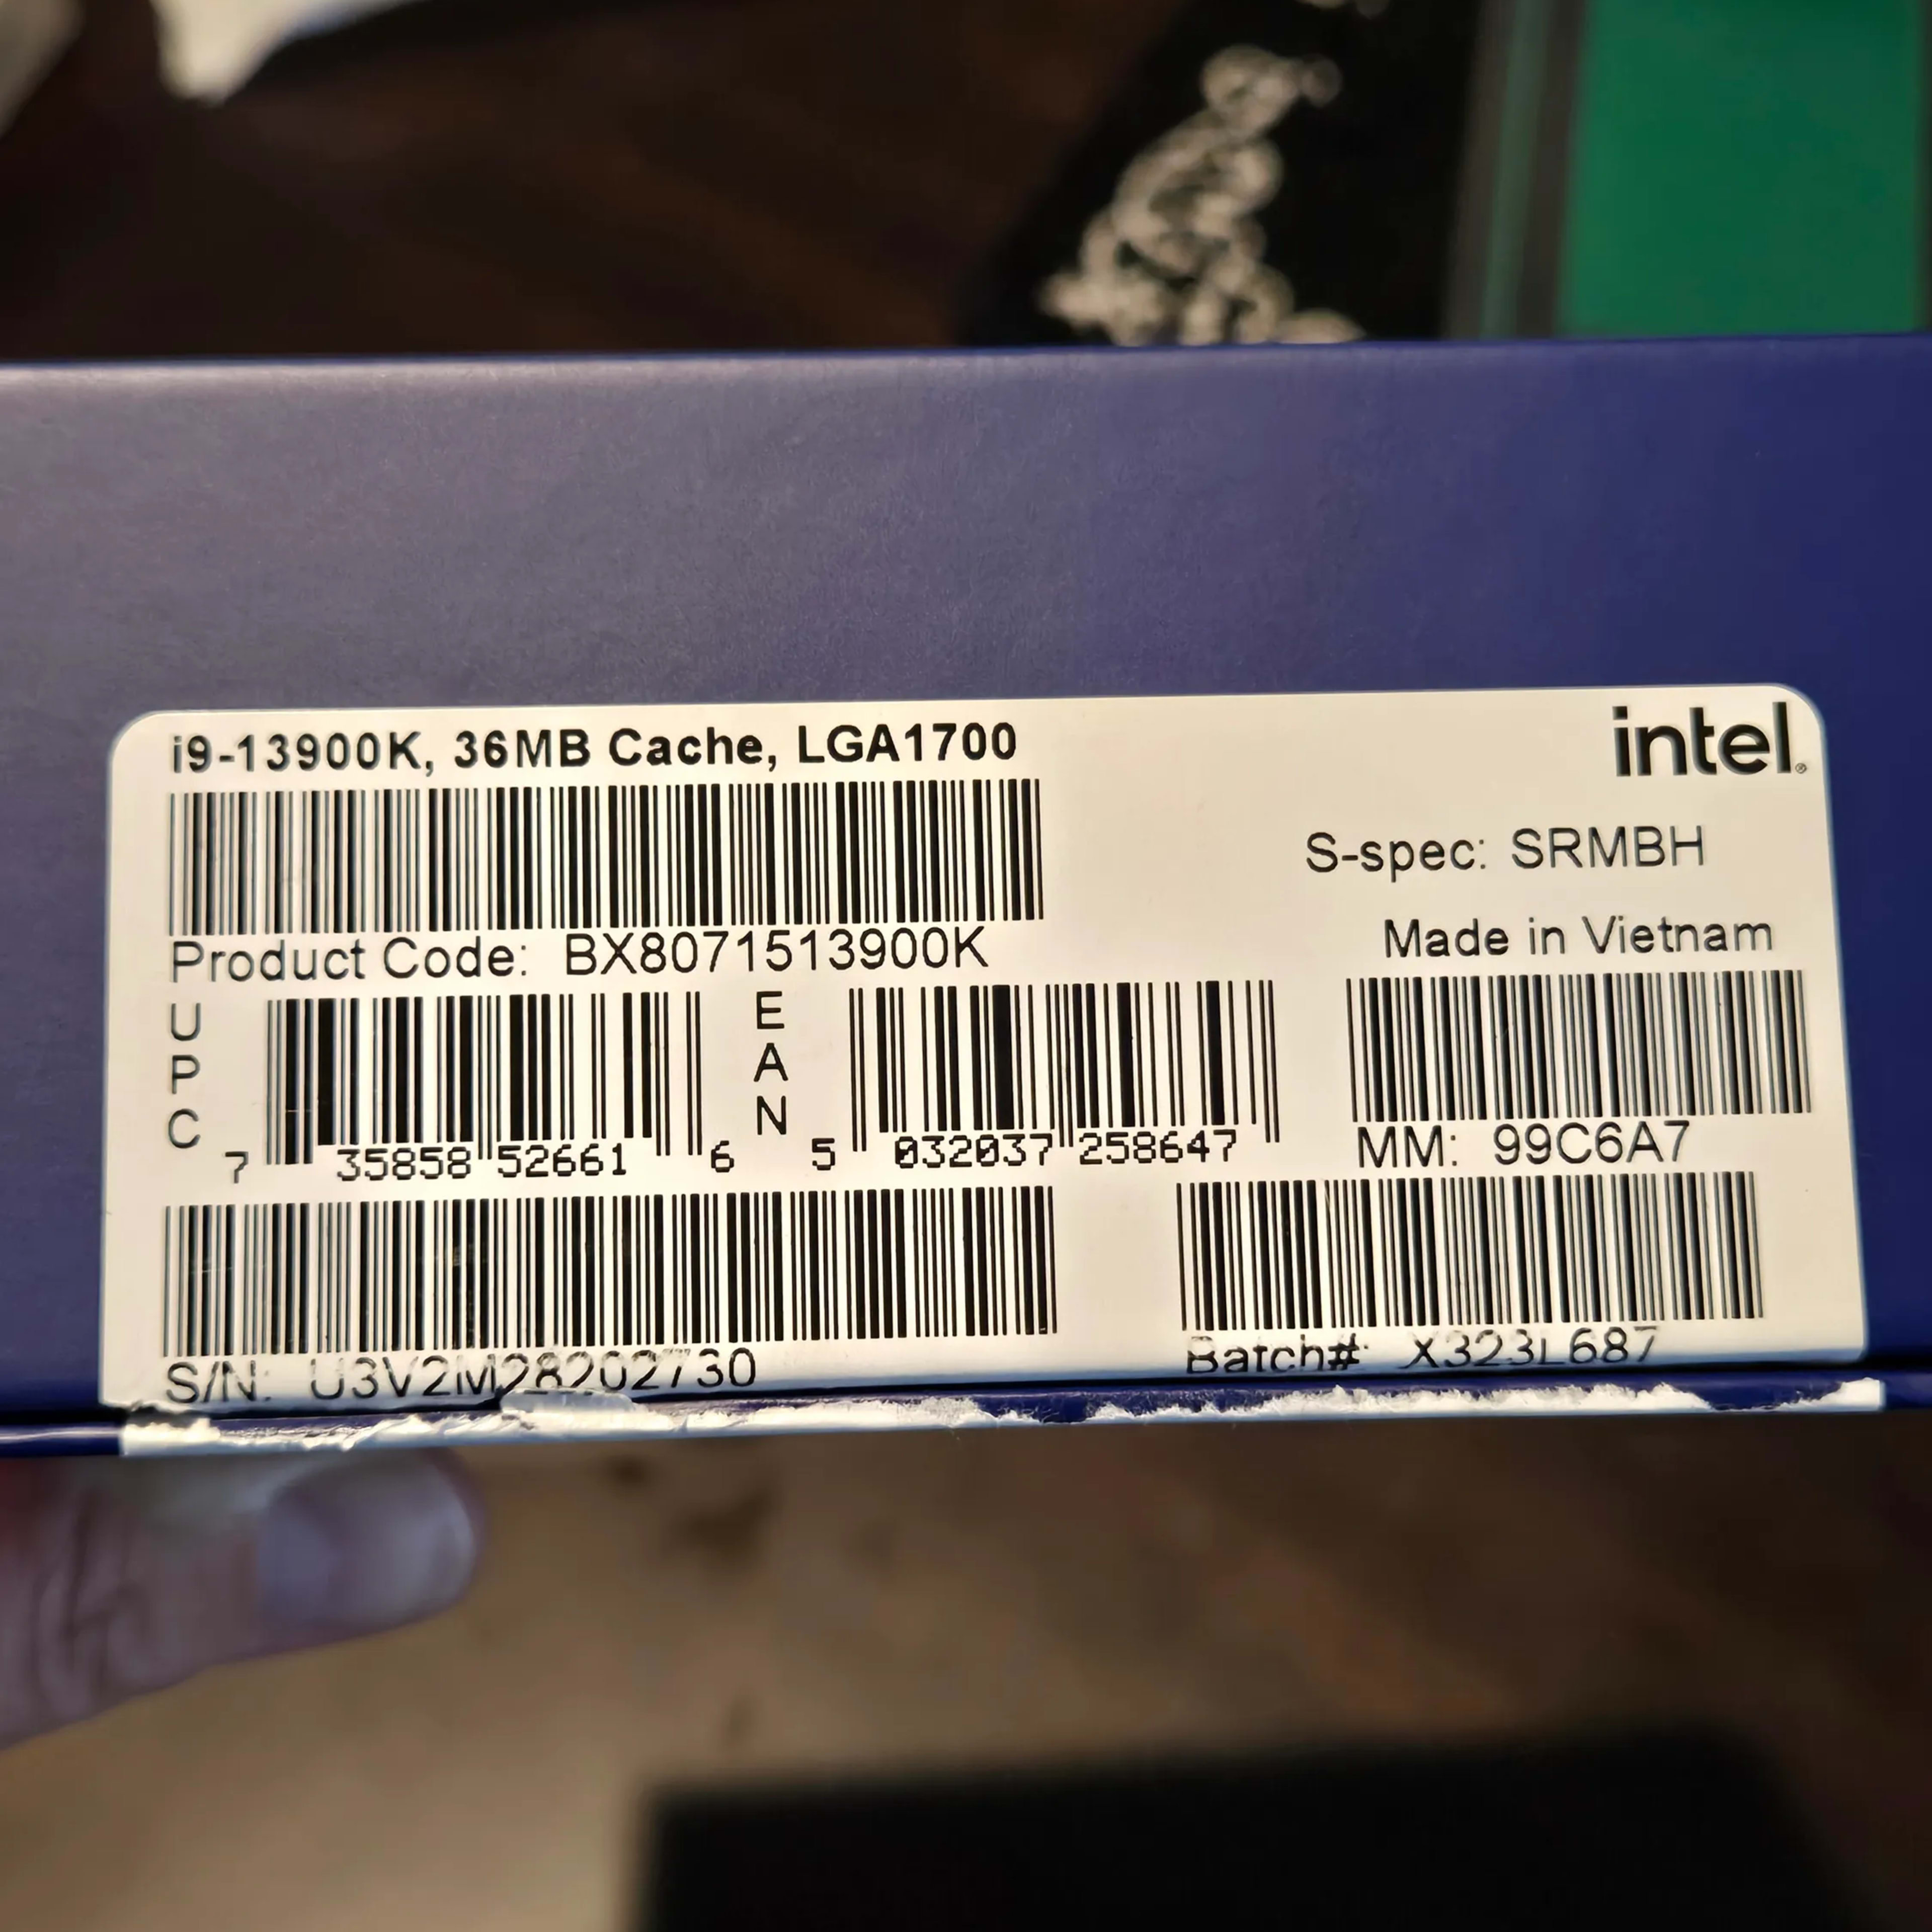 i9-13900K, 36MB Cache, LGA1700
intel®
S-spec: SRMBH
Product Code: BX8071513900K
Made in Vietnam
UPC
7 35858 52661 6
EAN
5 032037 258647
MM: 99C6A7
S/N: U3V2M28202730
Batch#: X323L687